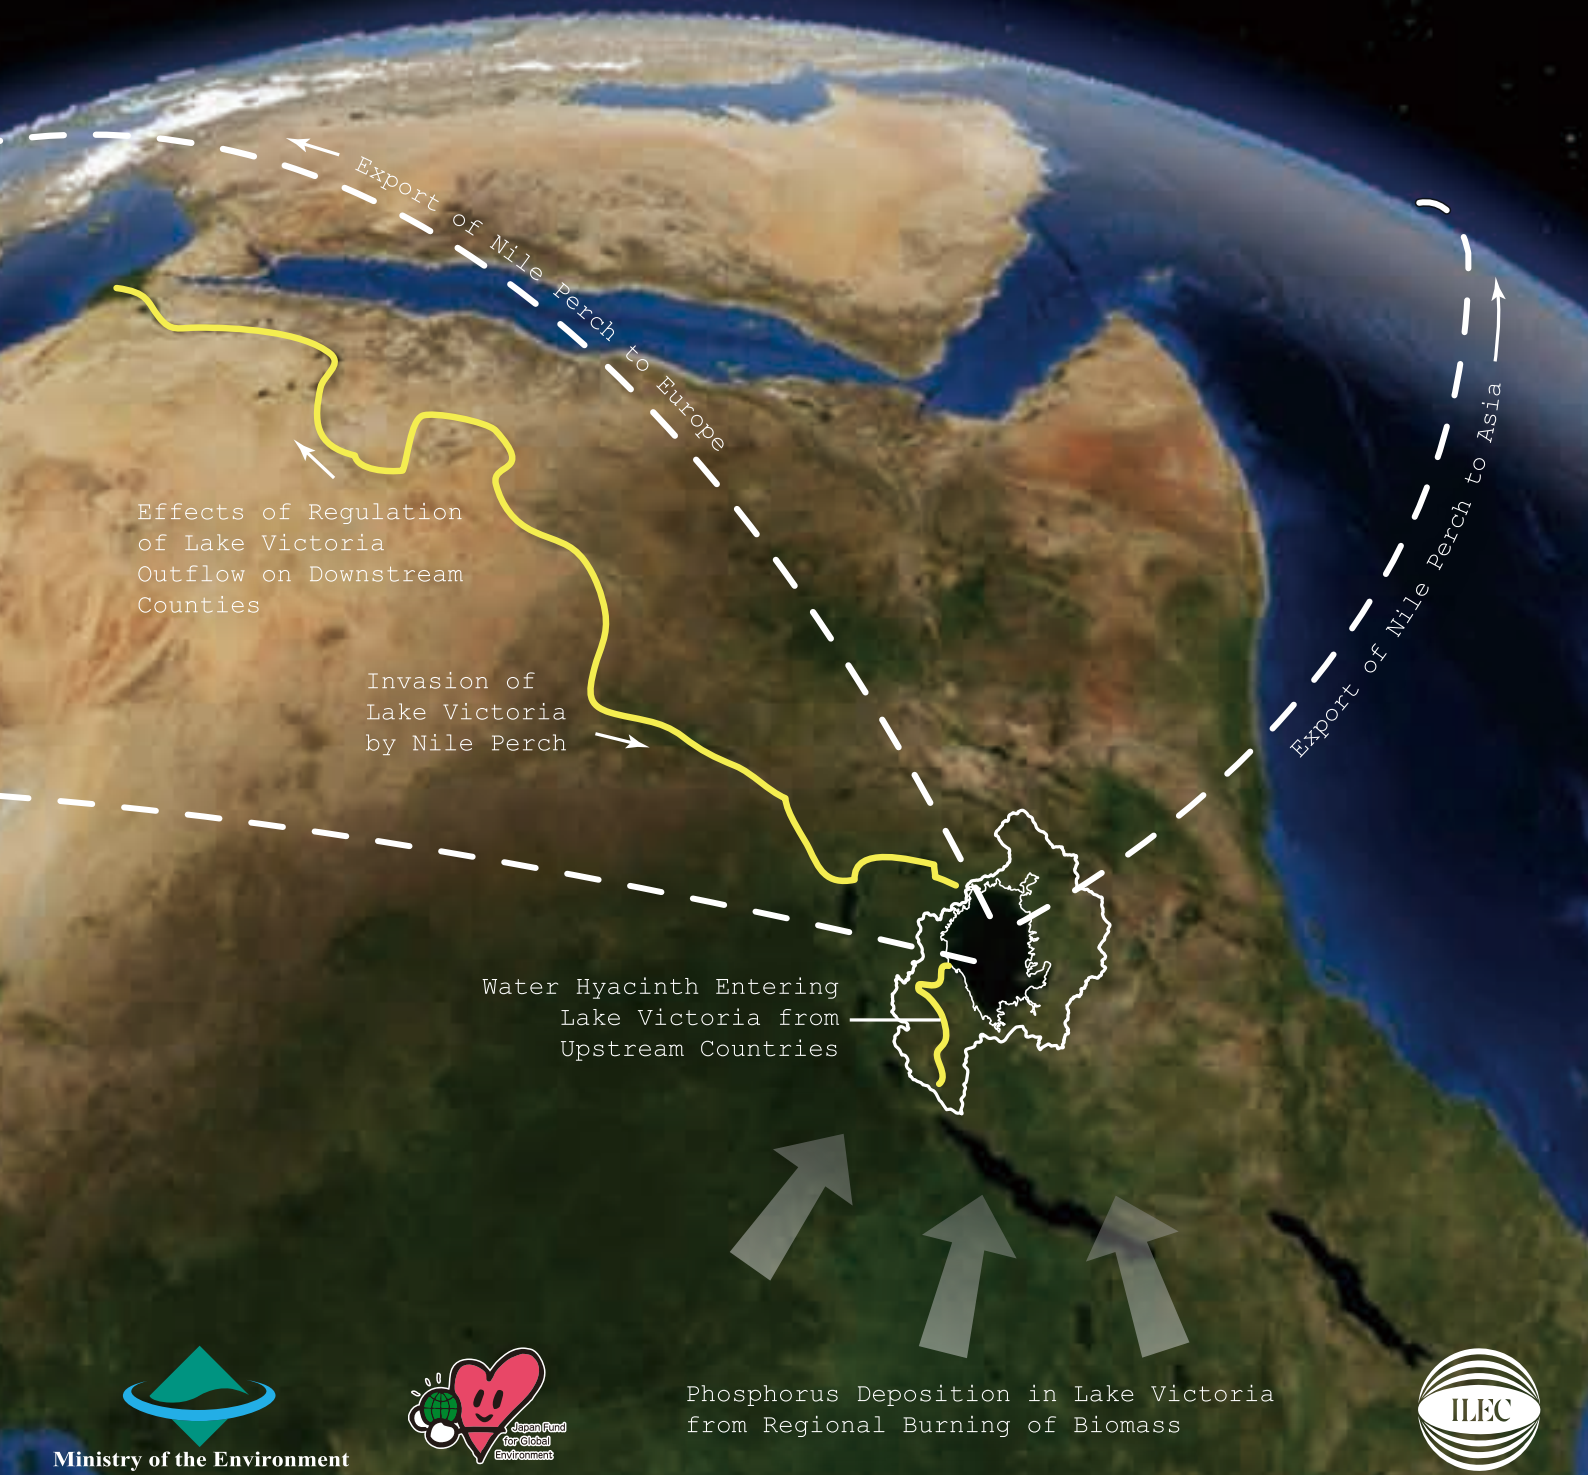 Export of Nile Perch to Europe
Export of Nile Perch to Asia
Effects of Regulation
of Lake Victoria
Outflow on Downstream
Counties
Invasion of
Lake Victoria
by Nile Perch
Water Hyacinth Entering
Lake Victoria from
Upstream Countries
Phosphorus Deposition in Lake Victoria
from Regional Burning of Biomass
Ministry of the Environment
Japan Fund
for Global
Environment
ILEC